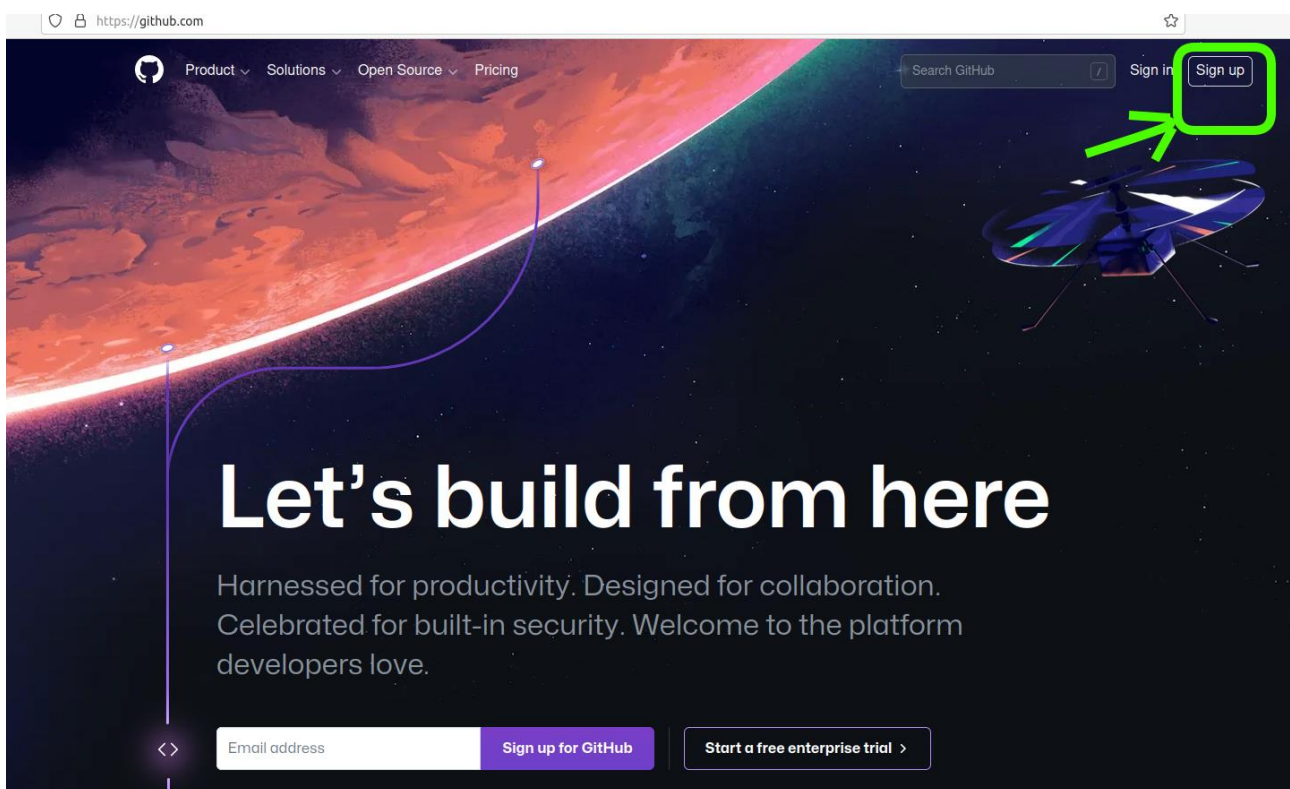 https://github.com
Product Solutions Open Source Pricing Search GitHub / Sign in Sign up
Let's build from here
Harnessed for productivity. Designed for collaboration.
Celebrated for built-in security. Welcome to the platform
developers love.
Email address Sign up for GitHub Start a free enterprise trial >